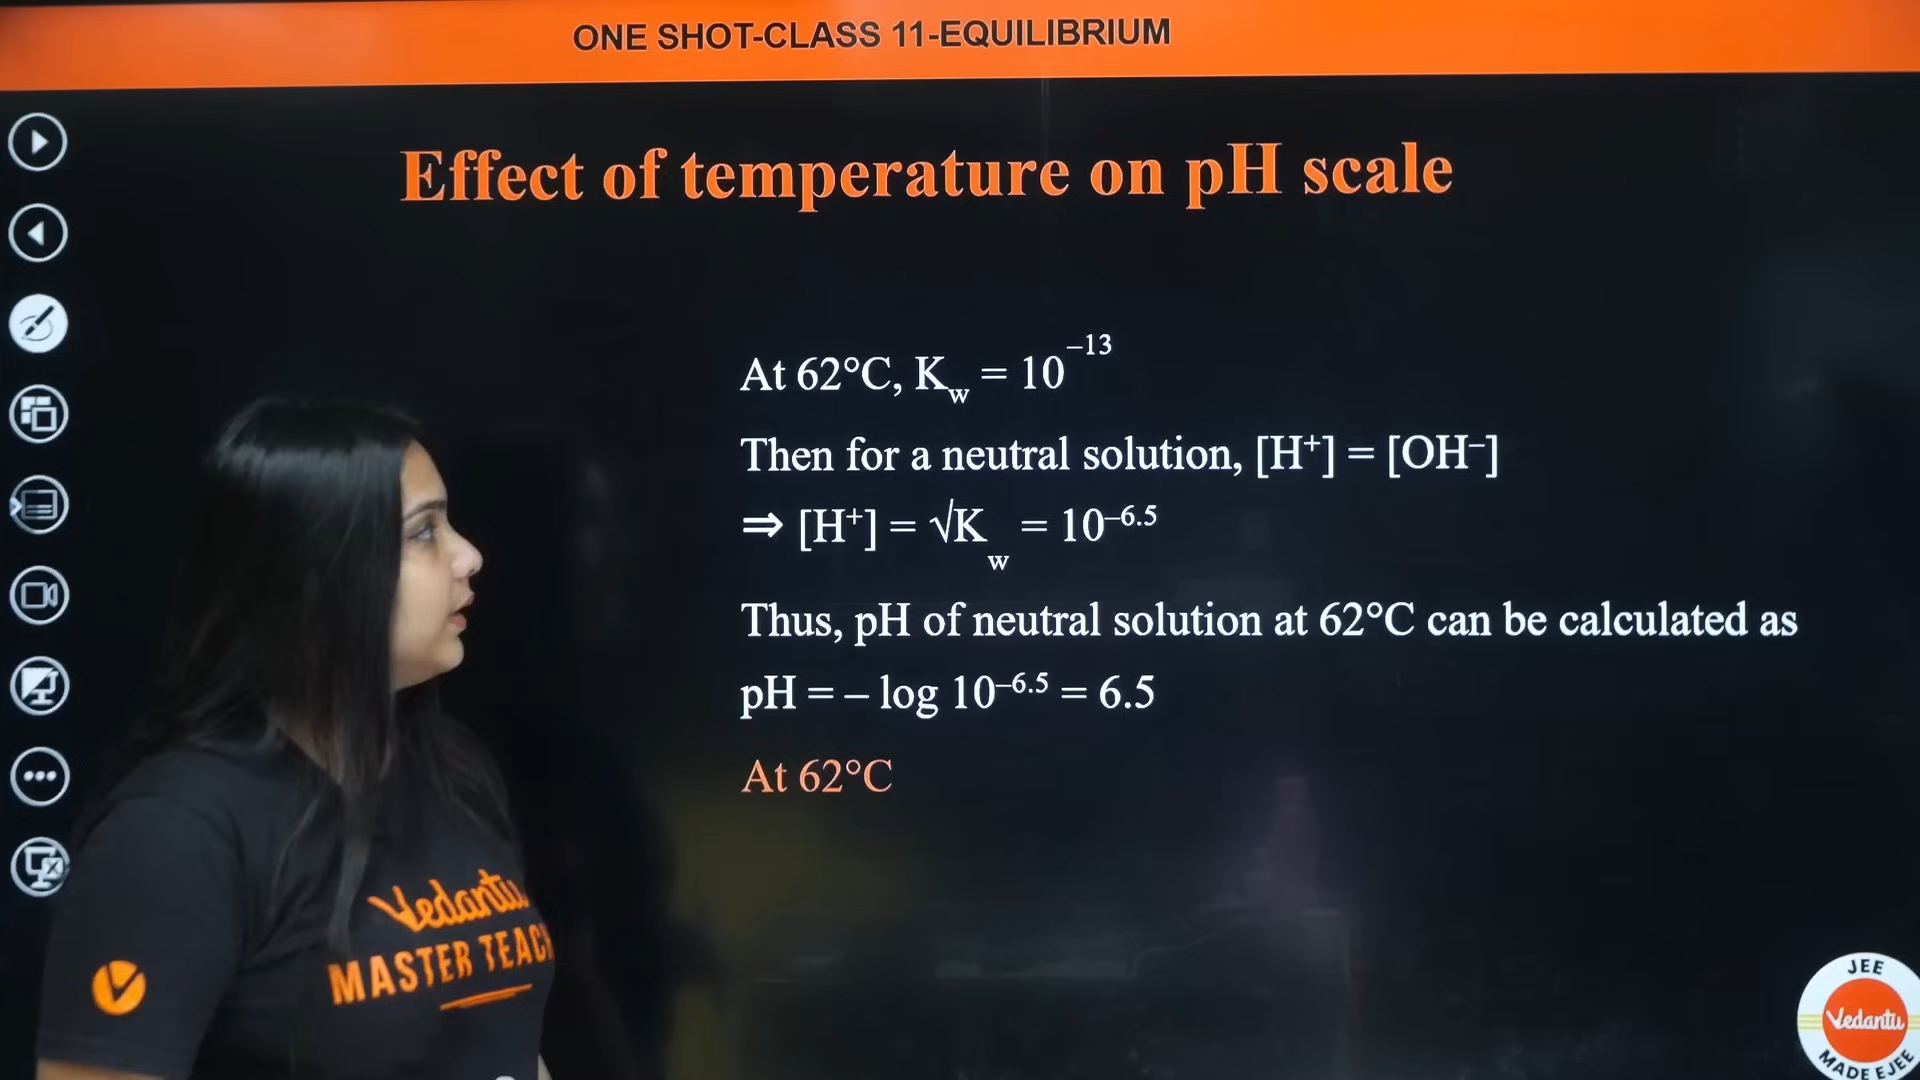 ONE SHOT-CLASS 11-EQUILIBRIUM
Effect of temperature on pH scale
At 62°C, K_w = 10^–13
Then for a neutral solution, [H⁺] = [OH⁻]
⇒ [H⁺] = √K_w = 10^–6.5
Thus, pH of neutral solution at 62°C can be calculated as
pH = – log 10^–6.5 = 6.5
At 62°C
Vedantu
MASTER TEACH
JEE
Vedantu
MADE EJEE